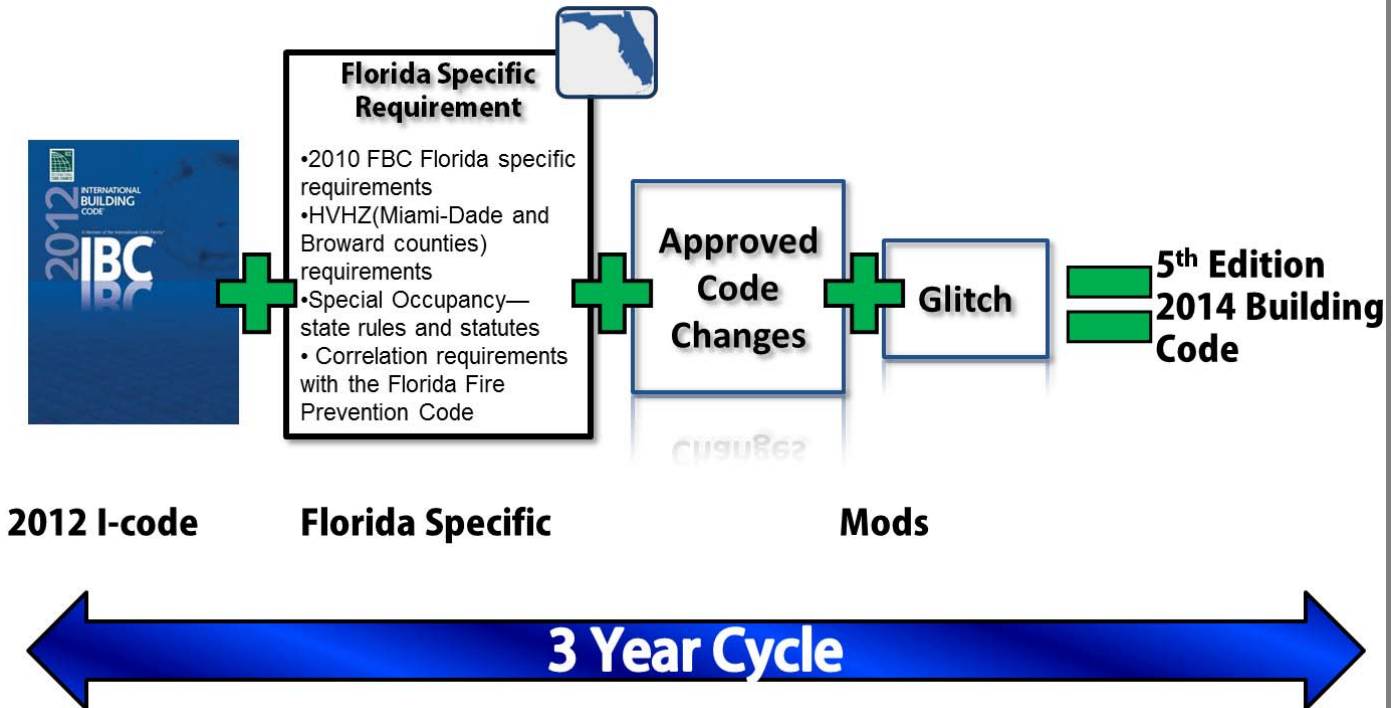 Florida Specific
Requirement
•2010 FBC Florida specific
requirements
•HVHZ(Miami-Dade and
Broward counties)
requirements
•Special Occupancy—
state rules and statutes
• Correlation requirements
with the Florida Fire
Prevention Code
2012
INTERNATIONAL
BUILDING
CODE
IBC
Approved
Code
Changes
Glitch
5th Edition
2014 Building
Code
2012 I-code
Florida Specific
Mods
3 Year Cycle